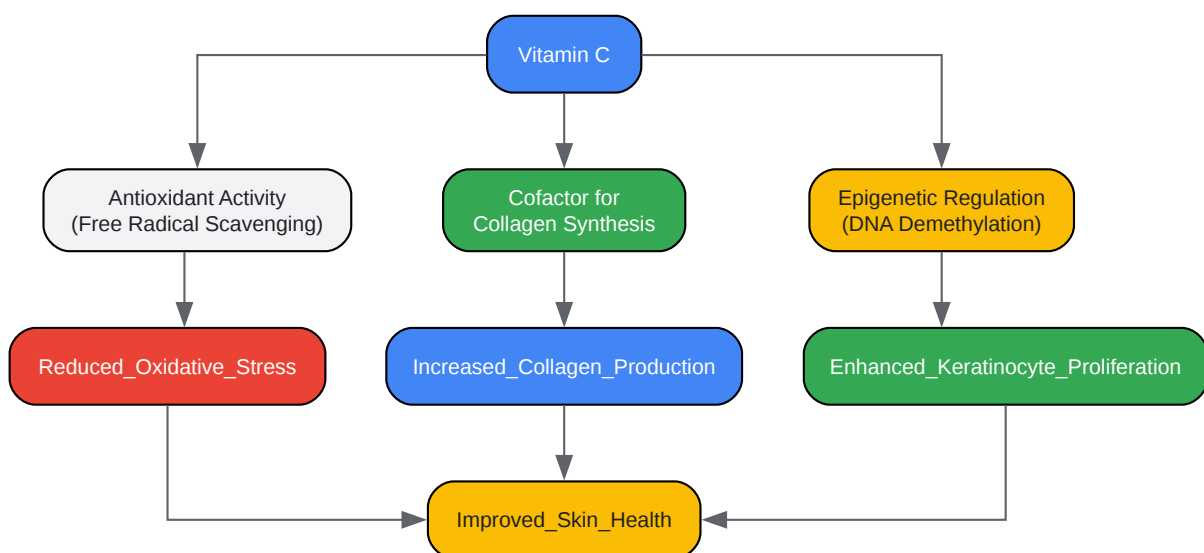 Vitamin C
Antioxidant Activity
(Free Radical Scavenging)
Cofactor for
Collagen Synthesis
Epigenetic Regulation
(DNA Demethylation)
Reduced_Oxidative_Stress
Increased_Collagen_Production
Enhanced_Keratinocyte_Proliferation
Improved_Skin_Health